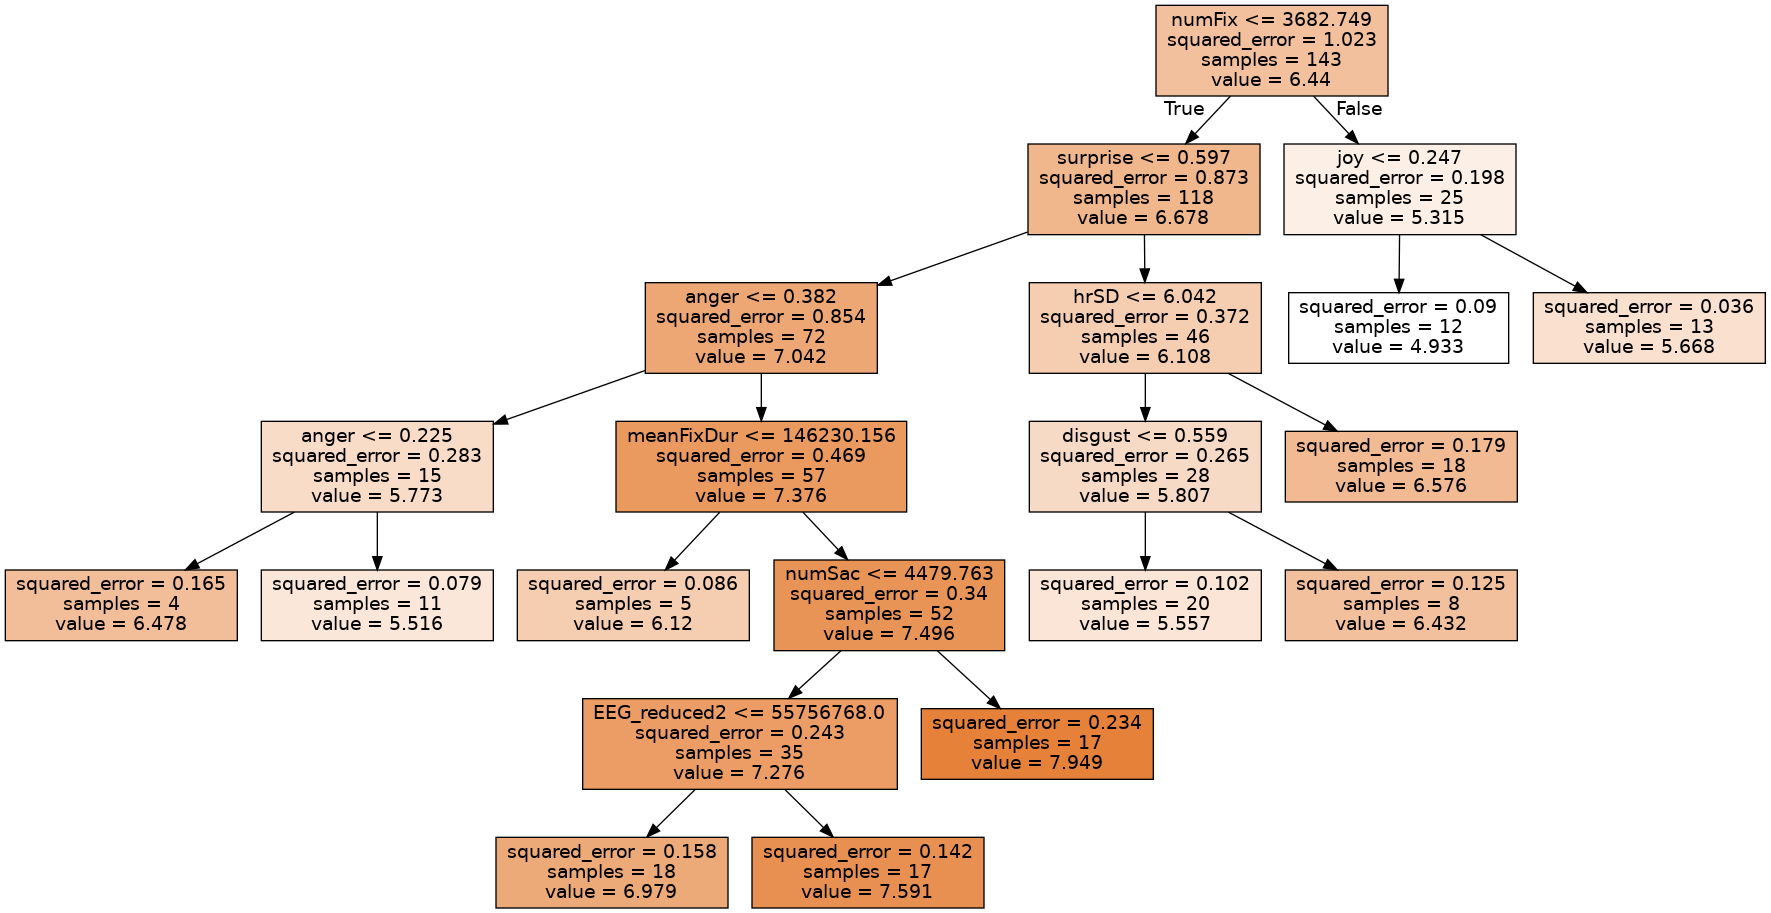 numFix <= 3682.749
squared_error = 1.023
samples = 143
value = 6.44
True
False
surprise <= 0.597
squared_error = 0.873
samples = 118
value = 6.678
joy <= 0.247
squared_error = 0.198
samples = 25
value = 5.315
anger <= 0.382
squared_error = 0.854
samples = 72
value = 7.042
hrSD <= 6.042
squared_error = 0.372
samples = 46
value = 6.108
squared_error = 0.09
samples = 12
value = 4.933
squared_error = 0.036
samples = 13
value = 5.668
anger <= 0.225
squared_error = 0.283
samples = 15
value = 5.773
meanFixDur <= 146230.156
squared_error = 0.469
samples = 57
value = 7.376
disgust <= 0.559
squared_error = 0.265
samples = 28
value = 5.807
squared_error = 0.179
samples = 18
value = 6.576
squared_error = 0.165
samples = 4
value = 6.478
squared_error = 0.079
samples = 11
value = 5.516
squared_error = 0.086
samples = 5
value = 6.12
numSac <= 4479.763
squared_error = 0.34
samples = 52
value = 7.496
squared_error = 0.102
samples = 20
value = 5.557
squared_error = 0.125
samples = 8
value = 6.432
EEG_reduced2 <= 55756768.0
squared_error = 0.243
samples = 35
value = 7.276
squared_error = 0.234
samples = 17
value = 7.949
squared_error = 0.158
samples = 18
value = 6.979
squared_error = 0.142
samples = 17
value = 7.591